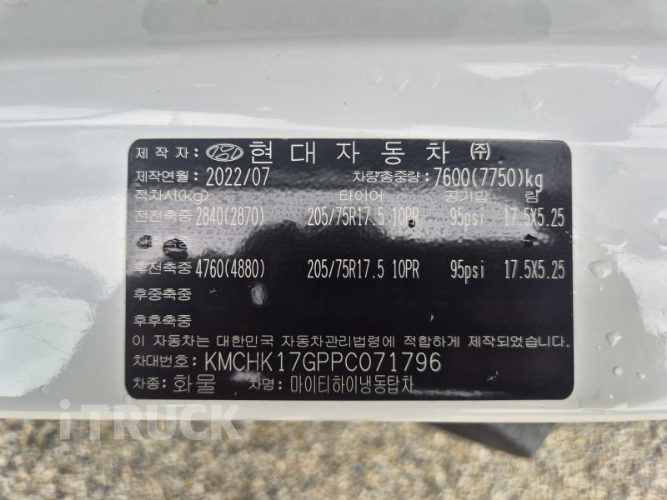 제 작 자: 현 대 자 동 차 ㈜
제작연월: 2022/07 차량총중량: 7600(7750)kg
적차시(kg) 타이어 공기압 림
전전축중 2840(2870) 205/75R17.5 10PR 95psi 17.5X5.25
후전축중 4760(4880) 205/75R17.5 10PR 95psi 17.5X5.25
후중축중
후후축중
이 자동차는 대한민국 자동차관리법령에 적합하게 제작되었음.
차대번호: KMCHK17GPPC071796
차종: 화물 차명: 마이티하이냉동탑차
iTRUCK